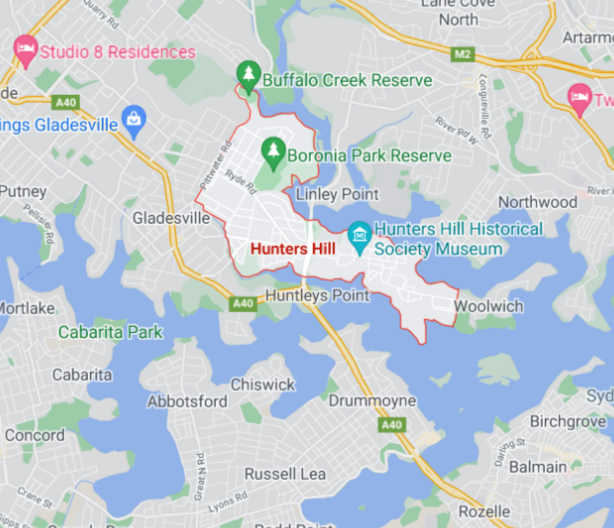 Quarry Rd
Lane Cove
North
Studio 8 Residences
M2
Artarm
Buffalo Creek Reserve
de
A40
Longueville Rd
Tw
ings Gladesville
River Rd W
Boronia Park Reserve
Pittwater Rd
Ryde Rd
Putney
Linley Point
River
Northwood
Pellisier Rd
Gladesville
Hunters Hill Historical
Society Museum
Hunters Hill
Huntleys Point
A40
Woolwich
Mortlake
Cabarita Park
Cabarita
Chiswick
Abbotsford
Drummoyne
Syd
Birchgrove
A40
Concord
Darling St
Great N Rd
Balmain
Russell Lea
Crane St
Lyons Rd
Rozelle